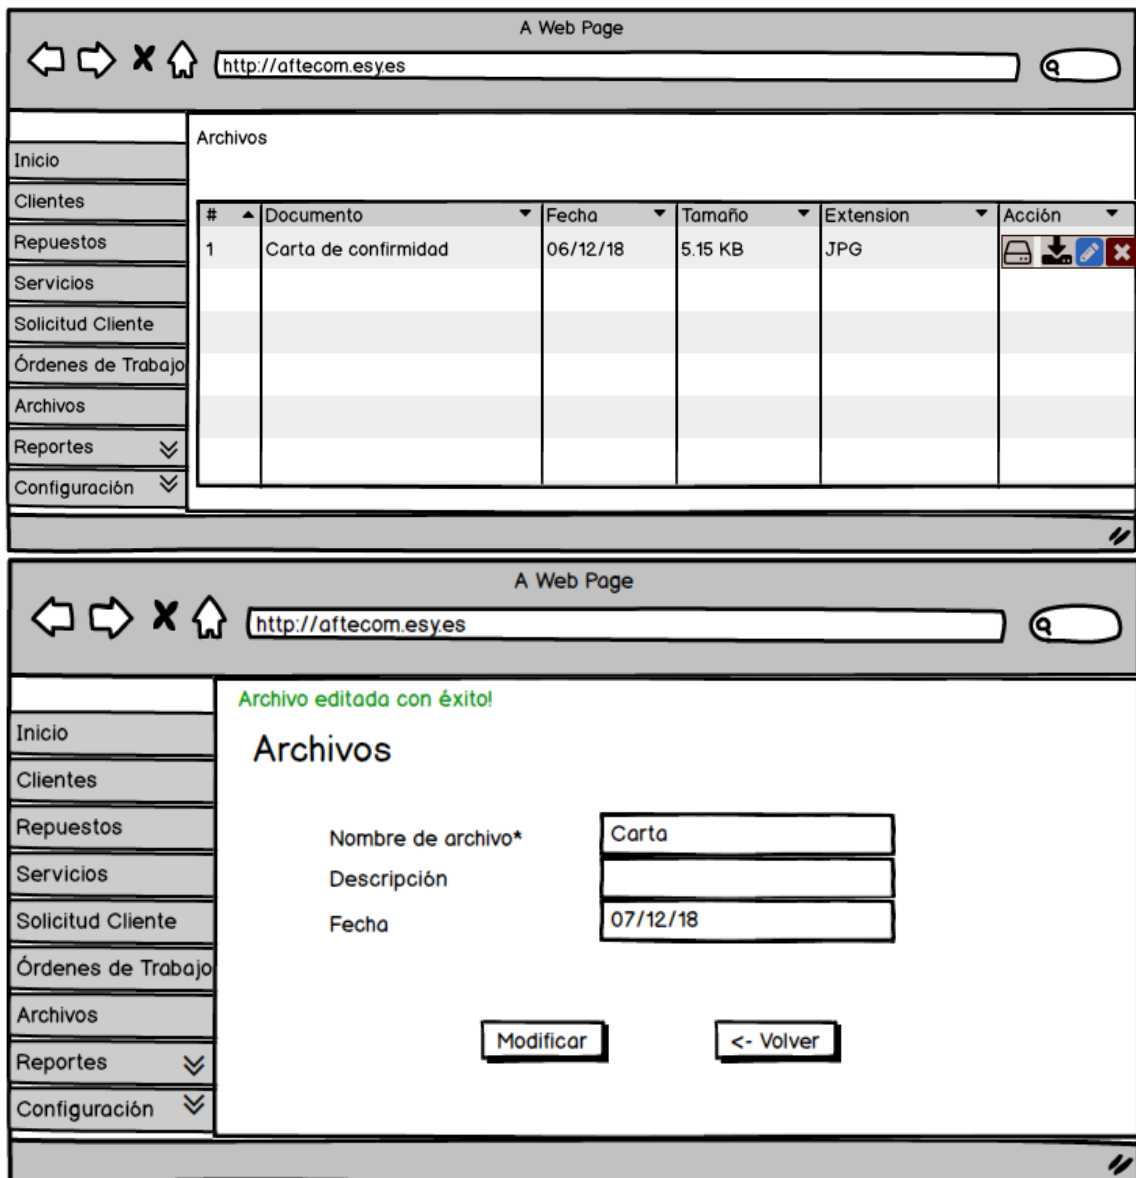 A Web Page
http://aftecom.esy.es
Archivos
Inicio
Clientes
Repuestos
Servicios
Solicitud Cliente
Órdenes de Trabajo
Archivos
Reportes
Configuración
# Documento Fecha Tamaño Extension Acción
1 Carta de confirmidad 06/12/18 5.15 KB JPG
A Web Page
http://aftecom.esy.es
Inicio
Clientes
Repuestos
Servicios
Solicitud Cliente
Órdenes de Trabajo
Archivos
Reportes
Configuración
Archivo editada con éxito!
Archivos
Nombre de archivo* Carta
Descripción
Fecha 07/12/18
Modificar <- Volver